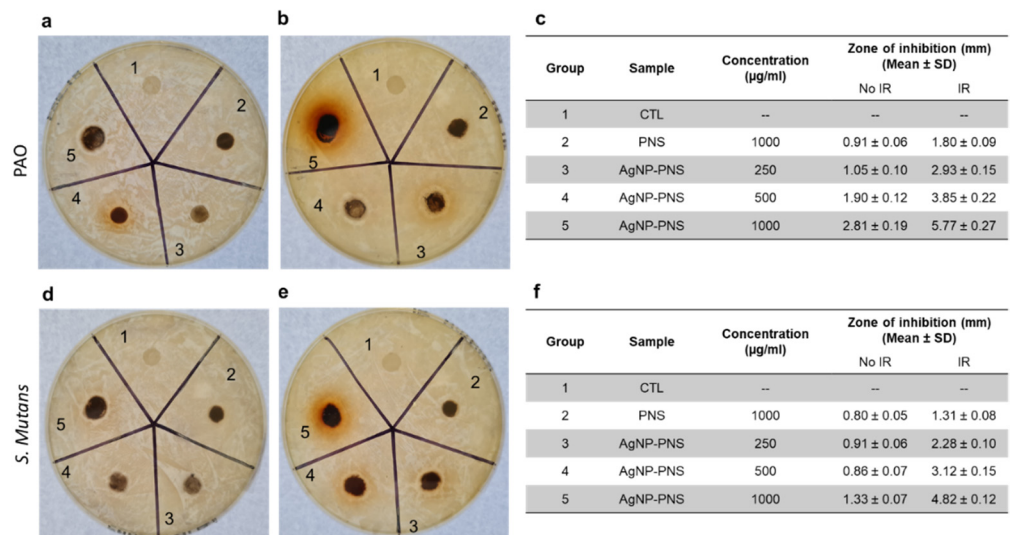 a
b
c
PAO
1
2
3
4
5
1
2
3
4
5
Group Sample Concentration (µg/ml) Zone of inhibition (mm) (Mean ± SD)
No IR IR
1 CTL -- -- --
2 PNS 1000 0.91 ± 0.06 1.80 ± 0.09
3 AgNP-PNS 250 1.05 ± 0.10 2.93 ± 0.15
4 AgNP-PNS 500 1.90 ± 0.12 3.85 ± 0.22
5 AgNP-PNS 1000 2.81 ± 0.19 5.77 ± 0.27
d
e
f
S. Mutans
1
2
3
4
5
1
2
3
4
5
Group Sample Concentration (µg/ml) Zone of inhibition (mm) (Mean ± SD)
No IR IR
1 CTL -- -- --
2 PNS 1000 0.80 ± 0.05 1.31 ± 0.08
3 AgNP-PNS 250 0.91 ± 0.06 2.28 ± 0.10
4 AgNP-PNS 500 0.86 ± 0.07 3.12 ± 0.15
5 AgNP-PNS 1000 1.33 ± 0.07 4.82 ± 0.12